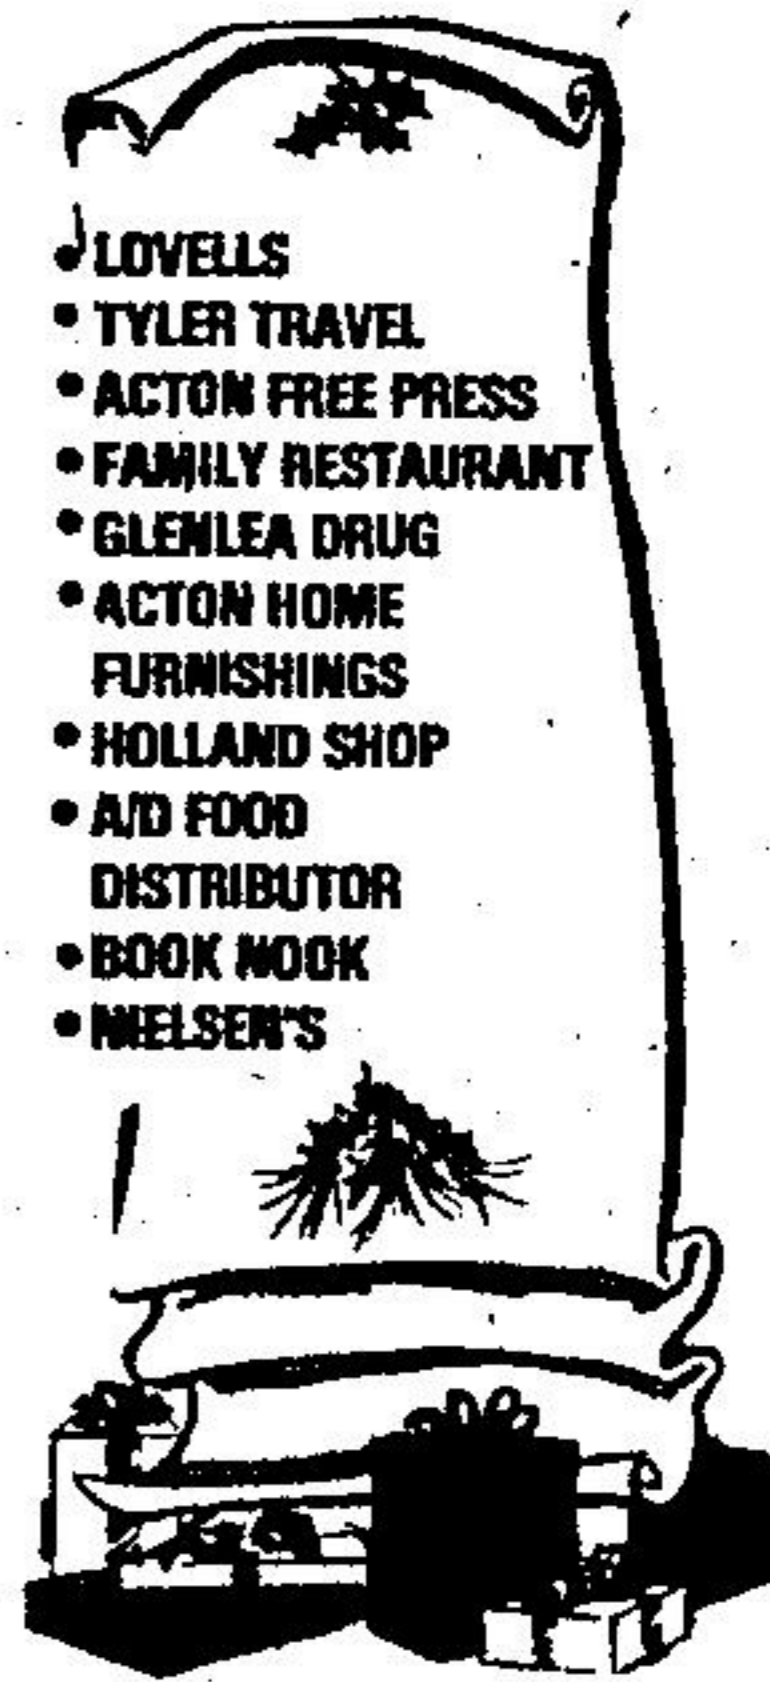 • LOVELLS
• TYLER TRAVEL
• ACTON FREE PRESS
• FAMILY RESTAURANT
• GLENLEA DRUG
• ACTON HOME
FURNISHINGS
• HOLLAND SHOP
• A/D FOOD
DISTRIBUTOR
• BOOK NOOK
• NIELSEN'S